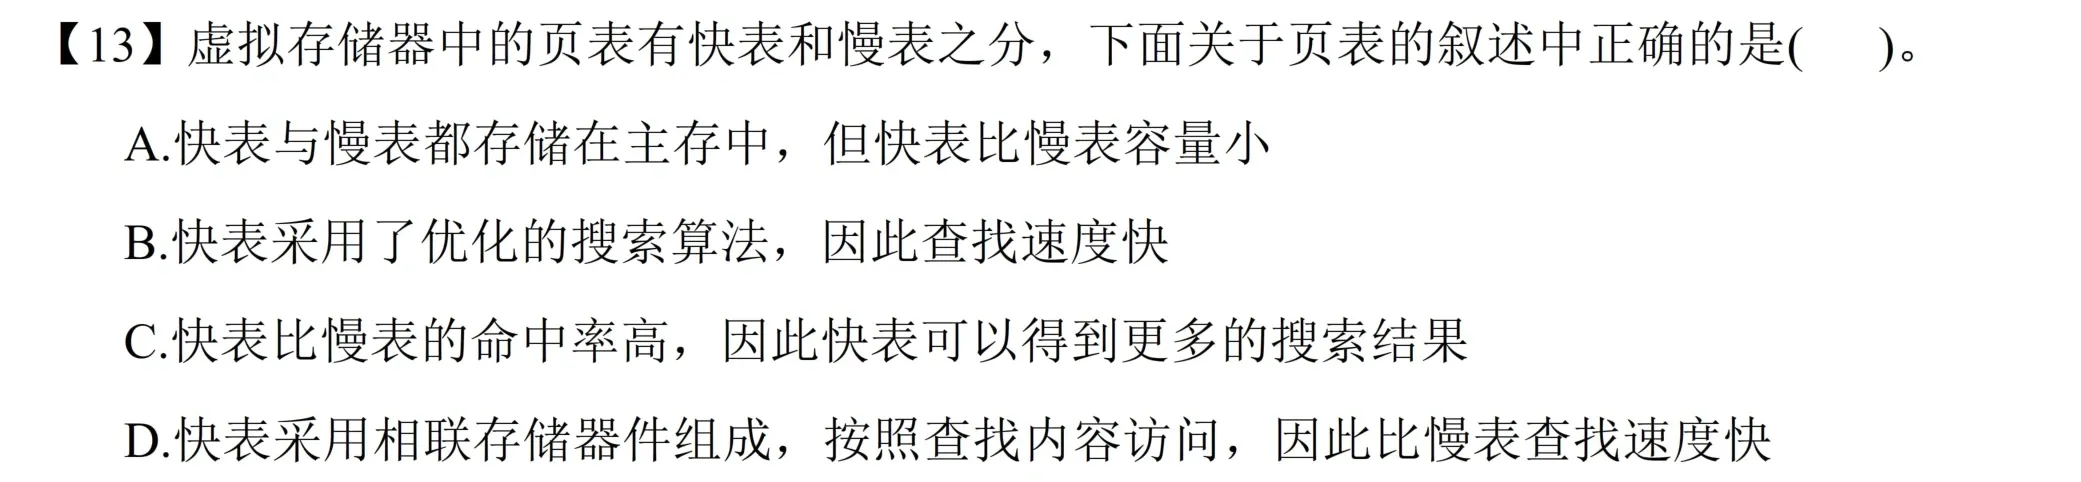 【13】虚拟存储器中的页表有快表和慢表之分，下面关于页表的叙述中正确的是(　　)。
A.快表与慢表都存储在主存中，但快表比慢表容量小
B.快表采用了优化的搜索算法，因此查找速度快
C.快表比慢表的命中率高，因此快表可以得到更多的搜索结果
D.快表采用相联存储器件组成，按照查找内容访问，因此比慢表查找速度快